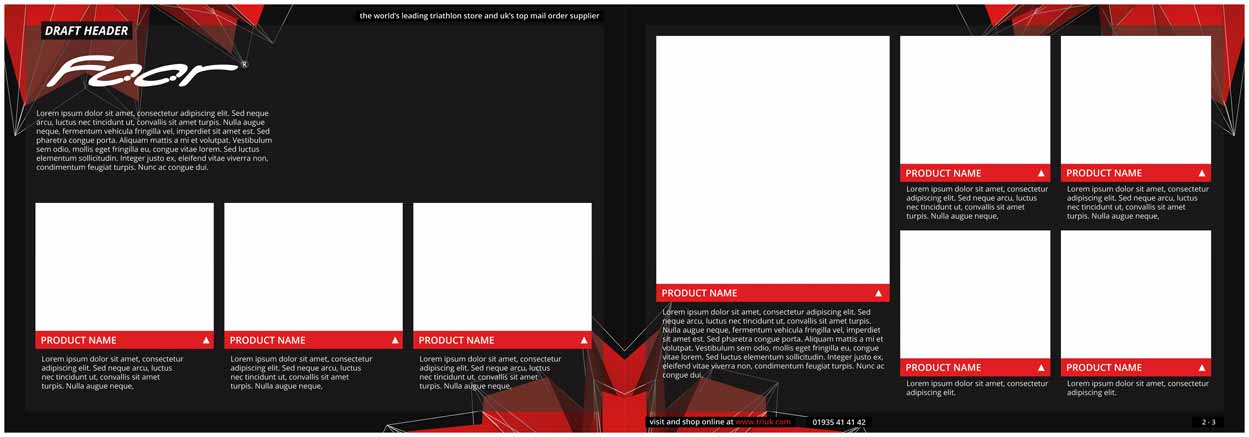 the world's leading triathlon store and uk's top mail order supplier
DRAFT HEADER
Foor®
Lorem ipsum dolor sit amet, consectetur adipiscing elit. Sed neque
arcu, luctus nec tincidunt ut, convallis sit amet turpis. Nulla augue
neque, fermentum vehicula fringilla vel, imperdiet sit amet est. Sed
pharetra congue porta. Aliquam mattis a mi et volutpat. Vestibulum
sem odio, mollis eget fringilla eu, congue vitae lorem. Sed luctus
elementum sollicitudin. Integer justo ex, eleifend vitae viverra non,
condimentum feugiat turpis. Nunc ac congue dui.
PRODUCT NAME
Lorem ipsum dolor sit amet, consectetur
adipiscing elit. Sed neque arcu, luctus
nec tincidunt ut, convallis sit amet
turpis. Nulla augue neque,
PRODUCT NAME
Lorem ipsum dolor sit amet, consectetur
adipiscing elit. Sed neque arcu, luctus
nec tincidunt ut, convallis sit amet
turpis. Nulla augue neque,
PRODUCT NAME
Lorem ipsum dolor sit amet, consectetur
adipiscing elit. Sed neque arcu, luctus
nec tincidunt ut, convallis sit amet
turpis. Nulla augue neque,
PRODUCT NAME
Lorem ipsum dolor sit amet, consectetur adipiscing elit. Sed
neque arcu, luctus nec tincidunt ut, convallis sit amet turpis.
Nulla augue neque, fermentum vehicula fringilla vel, imperdiet
sit amet est. Sed pharetra congue porta. Aliquam mattis a mi et
volutpat. Vestibulum sem odio, mollis eget fringilla eu, congue
vitae lorem. Sed luctus elementum sollicitudin. Integer justo ex,
eleifend vitae viverra non, condimentum feugiat turpis. Nunc ac
congue dui.
PRODUCT NAME
Lorem ipsum dolor sit amet, consectetur
adipiscing elit. Sed neque arcu, luctus
nec tincidunt ut, convallis sit amet
turpis. Nulla augue neque,
PRODUCT NAME
Lorem ipsum dolor sit amet, consectetur
adipiscing elit. Sed neque arcu, luctus
nec tincidunt ut, convallis sit amet
turpis. Nulla augue neque,
PRODUCT NAME
Lorem ipsum dolor sit amet, consectetur
adipiscing elit.
PRODUCT NAME
Lorem ipsum dolor sit amet, consectetur
adipiscing elit.
visit and shop online at www.triuk.com
01935 41 41 42
2 - 3